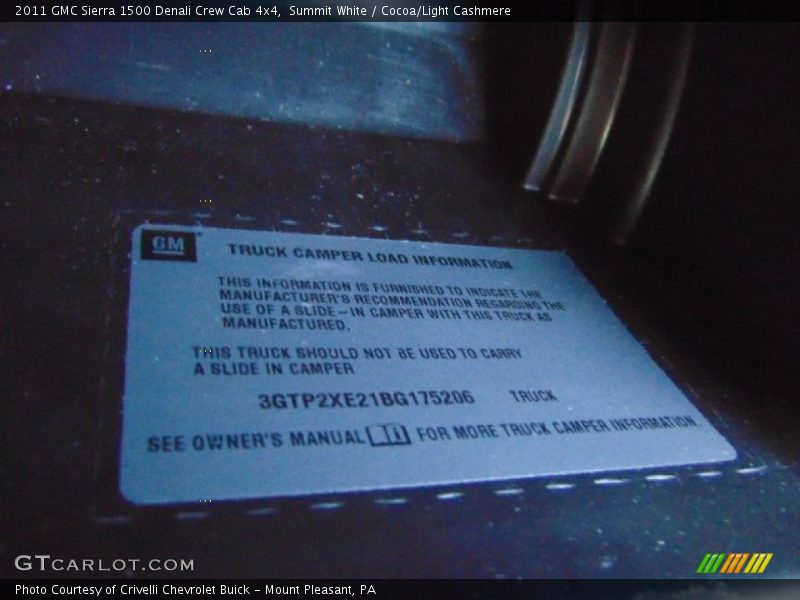 2011 GMC Sierra 1500 Denali Crew Cab 4x4, Summit White / Cocoa/Light Cashmere
GM
TRUCK CAMPER LOAD INFORMATION
THIS INFORMATION IS FURNISHED TO INDICATE THE
MANUFACTURER'S RECOMMENDATION REGARDING THE
USE OF A SLIDE-IN CAMPER WITH THIS TRUCK AS
MANUFACTURED.
THIS TRUCK SHOULD NOT BE USED TO CARRY
A SLIDE IN CAMPER
3GTP2XE21BG175206 TRUCK
SEE OWNER'S MANUAL FOR MORE TRUCK CAMPER INFORMATION.
GTCARLOT.COM
Photo Courtesy of Crivelli Chevrolet Buick - Mount Pleasant, PA